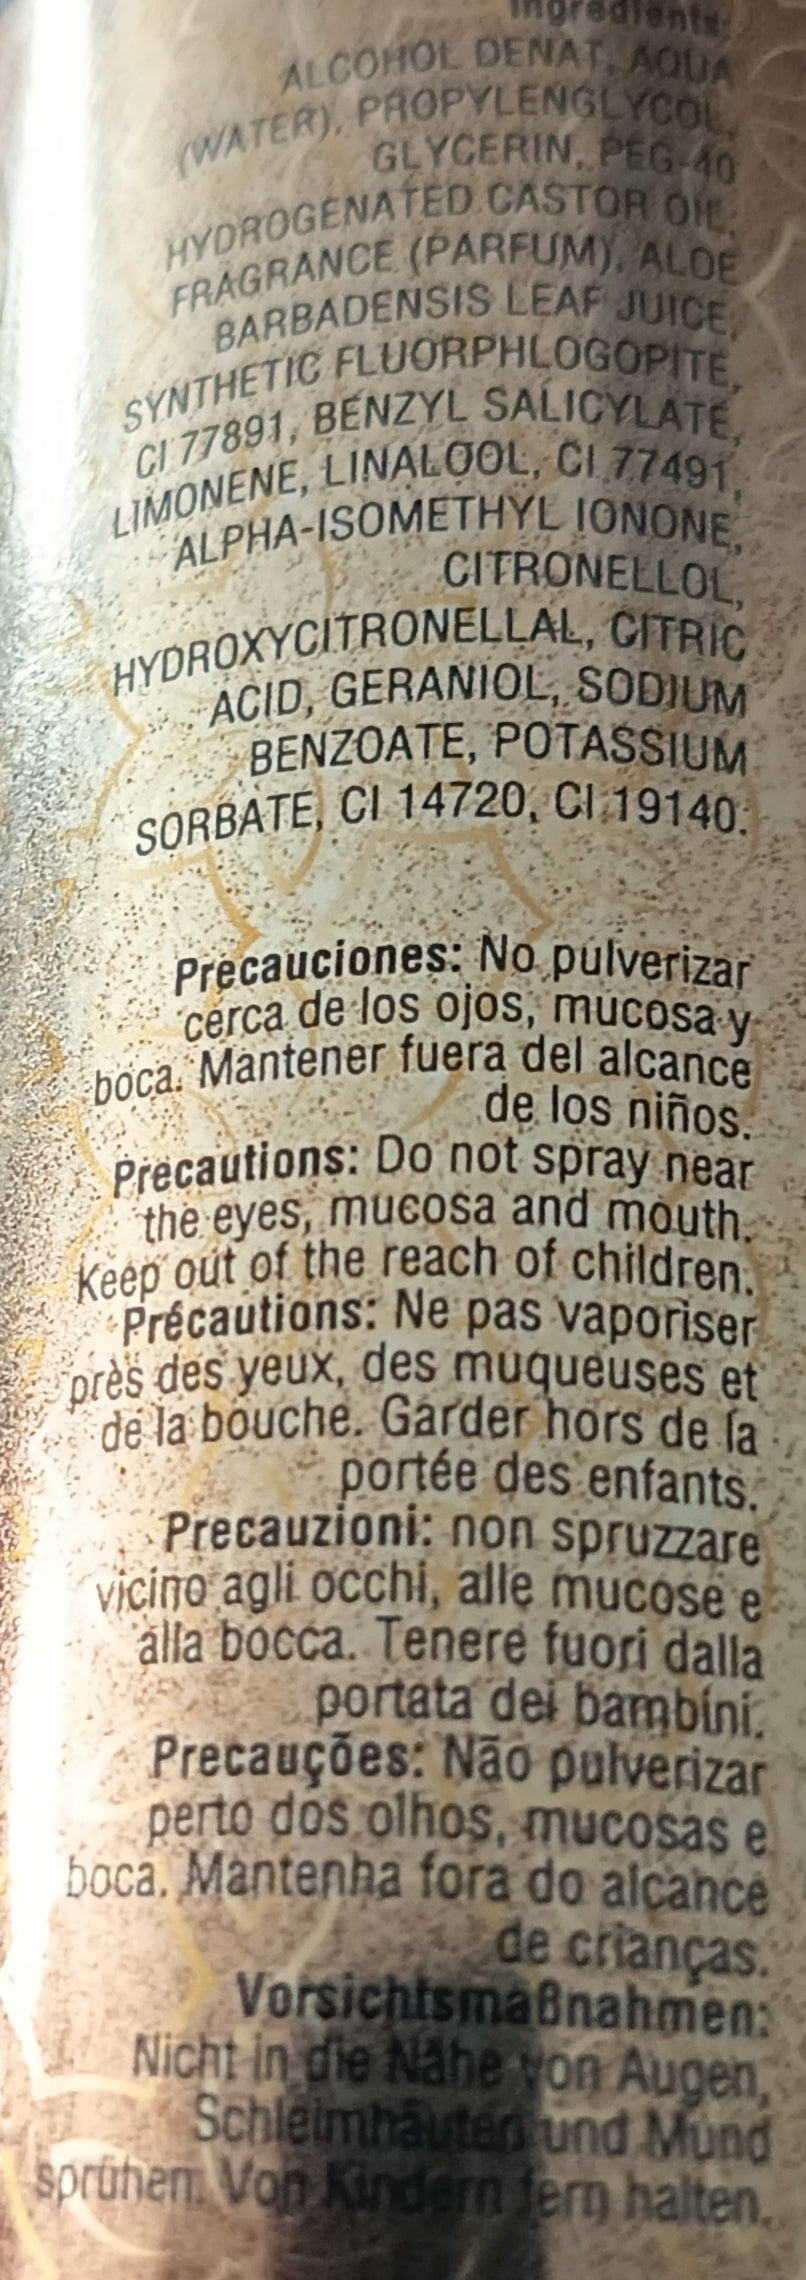 Ingredients:
ALCOHOL DENAT, AQUA
(WATER), PROPYLENGLYCOL,
GLYCERIN, PEG-40
HYDROGENATED CASTOR OIL,
FRAGRANCE (PARFUM), ALOE
BARBADENSIS LEAF JUICE,
SYNTHETIC FLUORPHLOGOPITE,
CI 77891, BENZYL SALICYLATE,
LIMONENE, LINALOOL, CI 77491,
ALPHA-ISOMETHYL IONONE,
CITRONELLOL,
HYDROXYCITRONELLAL, CITRIC
ACID, GERANIOL, SODIUM
BENZOATE, POTASSIUM
SORBATE, CI 14720, CI 19140.
Precauciones: No pulverizar
cerca de los ojos, mucosa y
boca. Mantener fuera del alcance
de los niños.
Precautions: Do not spray near
the eyes, mucosa and mouth.
Keep out of the reach of children.
Précautions: Ne pas vaporiser
près des yeux, des muqueuses et
de la bouche. Garder hors de la
portée des enfants.
Precauzioni: non spruzzare
vicino agli occhi, alle mucose e
alla bocca. Tenere fuori dalla
portata dei bambini.
Precauções: Não pulverizar
perto dos olhos, mucosas e
boca. Mantenha fora do alcance
de crianças.
Vorsichtsmaßnahmen:
Nicht in die Nähe von Augen,
Schleimhäuten und Mund
sprühen. Von Kindern fern halten.